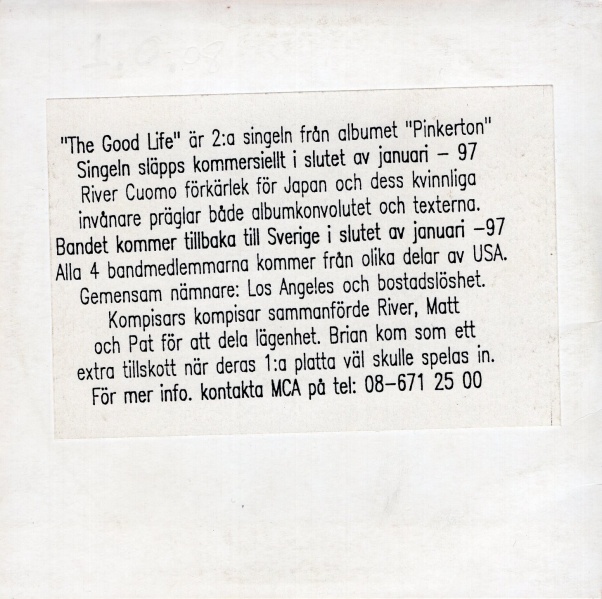 "The Good Life" är 2:a singeln från albumet "Pinkerton"
Singeln släpps kommersiellt i slutet av januari - 97
River Cuomo förkärlek för Japan och dess kvinnliga
invånare präglar både albumkonvolutet och texterna.
Bandet kommer tillbaka till Sverige i slutet av januari -97
Alla 4 bandmedlemmarna kommer från olika delar av USA.
Gemensam nämnare: Los Angeles och bostadslöshet.
Kompisars kompisar sammanförde River, Matt
och Pat för att dela lägenhet. Brian kom som ett
extra tillskott när deras 1:a platta väl skulle spelas in.
För mer info. kontakta MCA på tel: 08-671 25 00